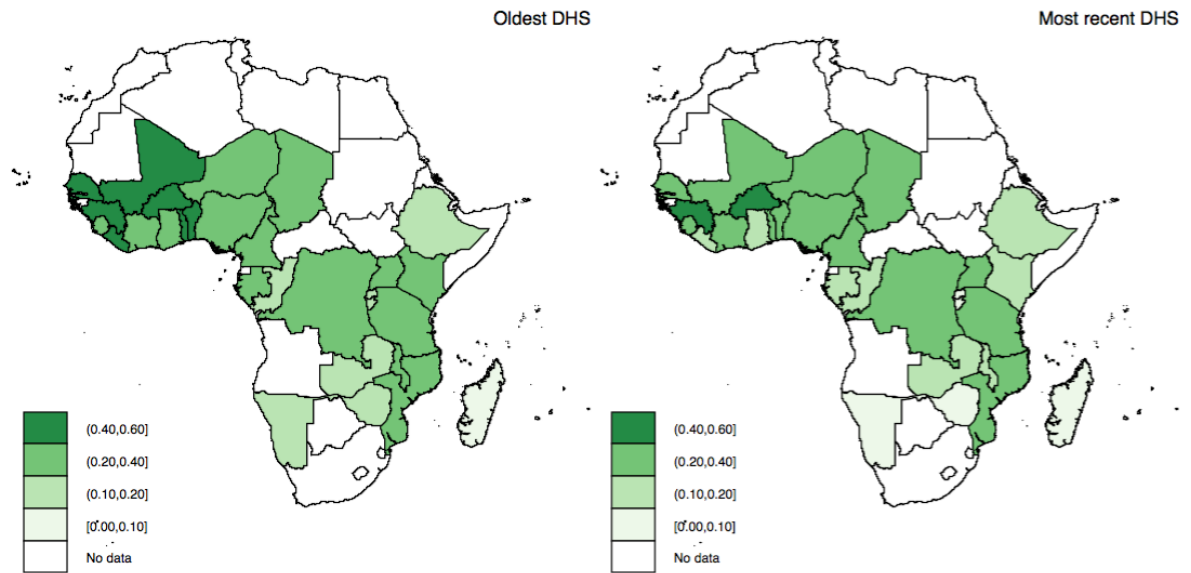 Oldest DHS
(0.40,0.60]
(0.20,0.40]
(0.10,0.20]
[0.00,0.10]
No data
Most recent DHS
(0.40,0.60]
(0.20,0.40]
(0.10,0.20]
[0.00,0.10]
No data